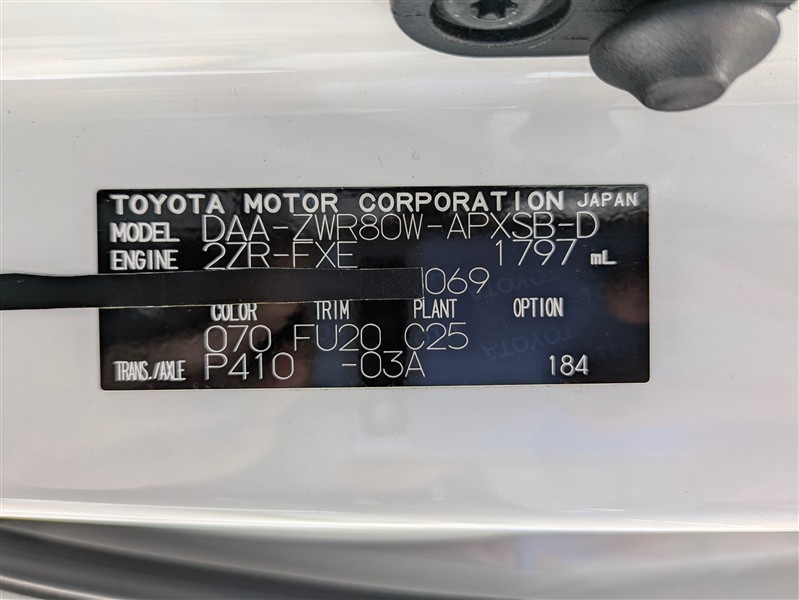 TOYOTA MOTOR CORPORATION JAPAN
MODEL DAA-ZWR80W-APXSB-D
ENGINE 2ZR-FXE 1797 mL
069
COLOR TRIM PLANT OPTION
070 FU20 C25
TRANS./AXLE P410 -03A 184